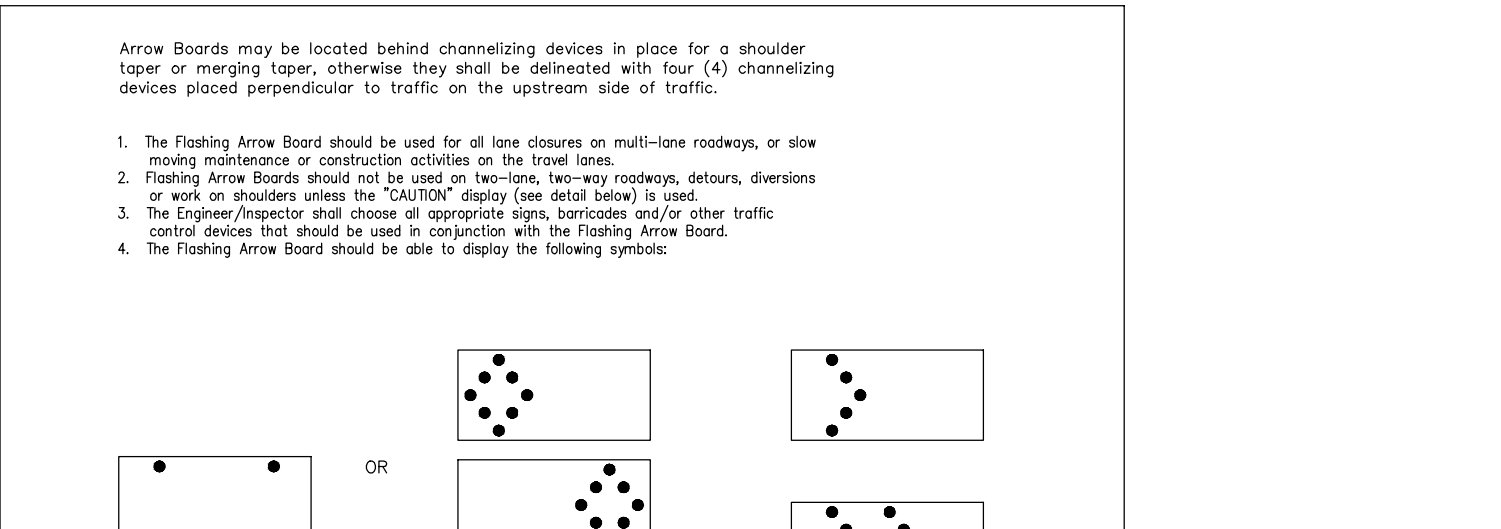 Arrow Boards may be located behind channelizing devices in place for a shoulder
taper or merging taper, otherwise they shall be delineated with four (4) channelizing
devices placed perpendicular to traffic on the upstream side of traffic.
1. The Flashing Arrow Board should be used for all lane closures on multi-lane roadways, or slow
moving maintenance or construction activities on the travel lanes.
2. Flashing Arrow Boards should not be used on two-lane, two-way roadways, detours, diversions
or work on shoulders unless the "CAUTION" display (see detail below) is used.
3. The Engineer/Inspector shall choose all appropriate signs, barricades and/or other traffic
control devices that should be used in conjunction with the Flashing Arrow Board.
4. The Flashing Arrow Board should be able to display the following symbols:
OR